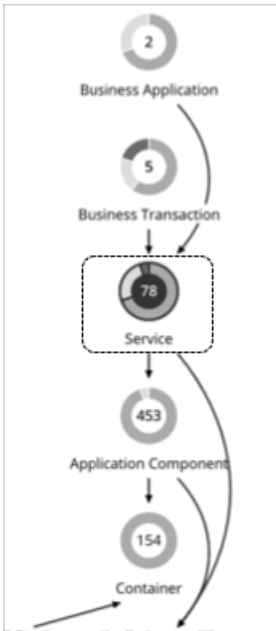 2
Business Application
5
Business Transaction
78
Service
453
Application Component
154
Container